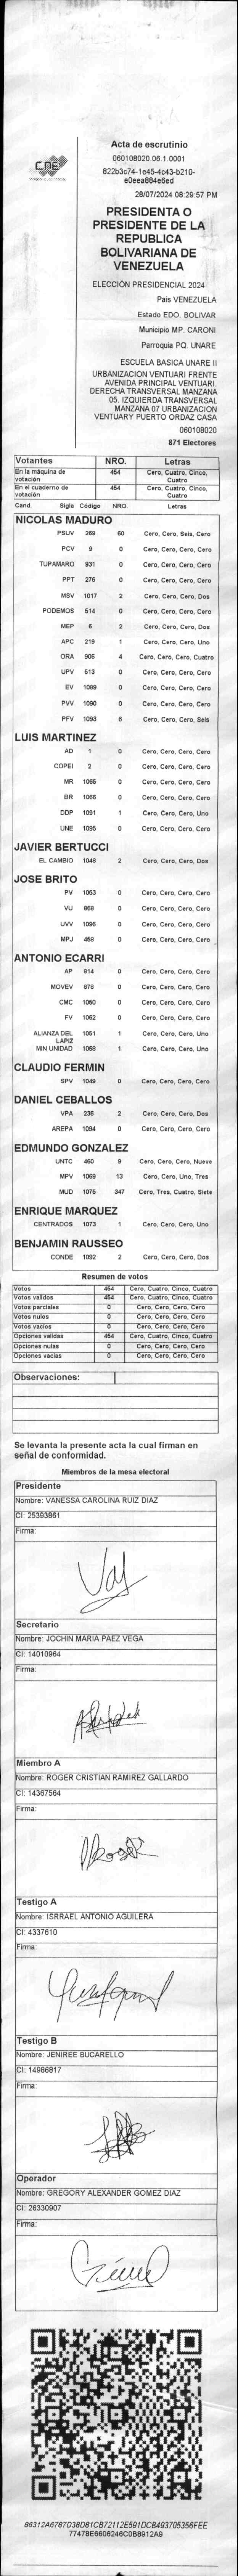 CNE
Acta de escrutinio
060108020.06.1.0001
822b3c74-1e45-4c43-b210-
e0eea884e6ed
28/07/2024 08:29:57 PM
PRESIDENTA O
PRESIDENTE DE LA
REPUBLICA
BOLIVARIANA DE
VENEZUELA
ELECCIÓN PRESIDENCIAL 2024
Pais VENEZUELA
Estado EDO. BOLIVAR
Municipio MP. CARONI
Parroquia PQ. UNARE
ESCUELA BASICA UNARE II
URBANIZACION VENTUARI FRENTE
AVENIDA PRINCIPAL VENTUARI.
DERECHA TRANSVERSAL MANZANA
05. IZQUIERDA TRANSVERSAL
MANZANA 07 URBANIZACION
VENTUARY PUERTO ORDAZ CASA
060108020
871 Electores
Votantes NRO. Letras
En la máquina de votación 454 Cero, Cuatro, Cinco, Cuatro
En el cuaderno de votación 454 Cero, Cuatro, Cinco, Cuatro
Cand. Sigla Código NRO. Letras
NICOLAS MADURO
PSUV 269 60 Cero, Cero, Seis, Cero
PCV 9 0 Cero, Cero, Cero, Cero
TUPAMARO 931 0 Cero, Cero, Cero, Cero
PPT 276 0 Cero, Cero, Cero, Cero
MSV 1017 2 Cero, Cero, Cero, Dos
PODEMOS 514 0 Cero, Cero, Cero, Cero
MEP 6 2 Cero, Cero, Cero, Dos
APC 219 1 Cero, Cero, Cero, Uno
ORA 906 4 Cero, Cero, Cero, Cuatro
UPV 513 0 Cero, Cero, Cero, Cero
EV 1089 0 Cero, Cero, Cero, Cero
PVV 1090 0 Cero, Cero, Cero, Cero
PFV 1093 6 Cero, Cero, Cero, Seis
LUIS MARTINEZ
AD 1 0 Cero, Cero, Cero, Cero
COPEI 2 0 Cero, Cero, Cero, Cero
MR 1065 0 Cero, Cero, Cero, Cero
BR 1066 0 Cero, Cero, Cero, Cero
DDP 1091 1 Cero, Cero, Cero, Uno
UNE 1095 0 Cero, Cero, Cero, Cero
JAVIER BERTUCCI
EL CAMBIO 1048 2 Cero, Cero, Cero, Dos
JOSE BRITO
PV 1053 0 Cero, Cero, Cero, Cero
VU 868 0 Cero, Cero, Cero, Cero
UVV 1096 0 Cero, Cero, Cero, Cero
MPJ 458 0 Cero, Cero, Cero, Cero
ANTONIO ECARRI
AP 814 0 Cero, Cero, Cero, Cero
MOVEV 878 0 Cero, Cero, Cero, Cero
CMC 1050 0 Cero, Cero, Cero, Cero
FV 1062 0 Cero, Cero, Cero, Cero
ALIANZA DEL LAPIZ 1051 1 Cero, Cero, Cero, Uno
MIN UNIDAD 1068 1 Cero, Cero, Cero, Uno
CLAUDIO FERMIN
SPV 1049 0 Cero, Cero, Cero, Cero
DANIEL CEBALLOS
VPA 236 2 Cero, Cero, Cero, Dos
AREPA 1094 0 Cero, Cero, Cero, Cero
EDMUNDO GONZALEZ
UNTC 460 9 Cero, Cero, Cero, Nueve
MPV 1069 13 Cero, Cero, Uno, Tres
MUD 1075 347 Cero, Tres, Cuatro, Siete
ENRIQUE MARQUEZ
CENTRADOS 1073 1 Cero, Cero, Cero, Uno
BENJAMIN RAUSSEO
CONDE 1092 2 Cero, Cero, Cero, Dos
Resumen de votos
Votos 454 Cero, Cuatro, Cinco, Cuatro
Votos validos 454 Cero, Cuatro, Cinco, Cuatro
Votos parciales 0 Cero, Cero, Cero, Cero
Votos nulos 0 Cero, Cero, Cero, Cero
Votos vacios 0 Cero, Cero, Cero, Cero
Opciones validas 454 Cero, Cuatro, Cinco, Cuatro
Opciones nulas 0 Cero, Cero, Cero, Cero
Opciones vacias 0 Cero, Cero, Cero, Cero
Observaciones:
Se levanta la presente acta la cual firman en
señal de conformidad.
Miembros de la mesa electoral
Presidente
Nombre: VANESSA CAROLINA RUIZ DIAZ
CI: 25393861
Firma:
Secretario
Nombre: JOCHIN MARIA PAEZ VEGA
CI: 14010964
Firma:
Miembro A
Nombre: ROGER CRISTIAN RAMIREZ GALLARDO
CI: 14367564
Firma:
Testigo A
Nombre: ISRRAEL ANTONIO AGUILERA
CI: 4337610
Firma:
Testigo B
Nombre: JENIREE BUCARELLO
CI: 14986817
Firma:
Operador
Nombre: GREGORY ALEXANDER GOMEZ DIAZ
CI: 26330907
Firma:
86312A6787D38D81CB72112E591DCB493705356FEE
77478E6606246C0B8912A9